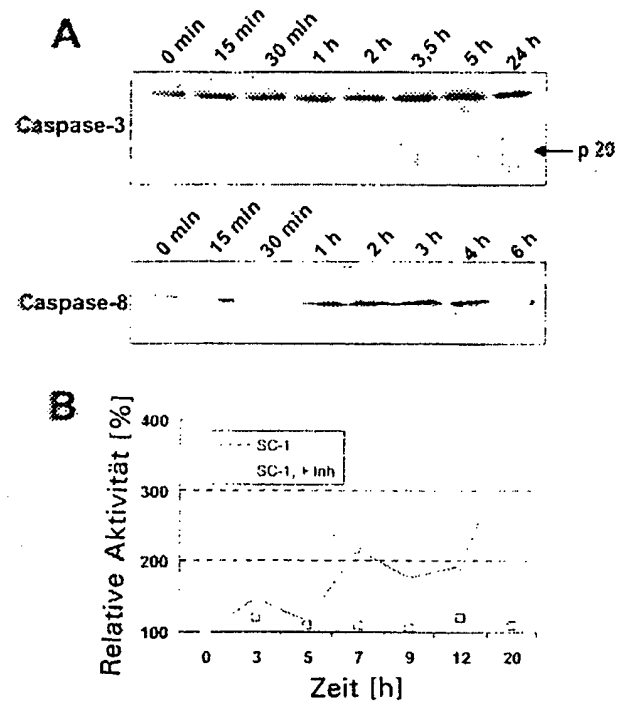 A
0 min 15 min 30 min 1 h 2 h 3,5 h 5 h 24 h
Caspase-3
p 20
0 min 15 min 30 min 1 h 2 h 3 h 4 h 6 h
Caspase-8
B
Relative Aktivität [%]
400
300
200
100
SC-1
SC-1, + Inh
0 3 5 7 9 12 20
Zeit [h]